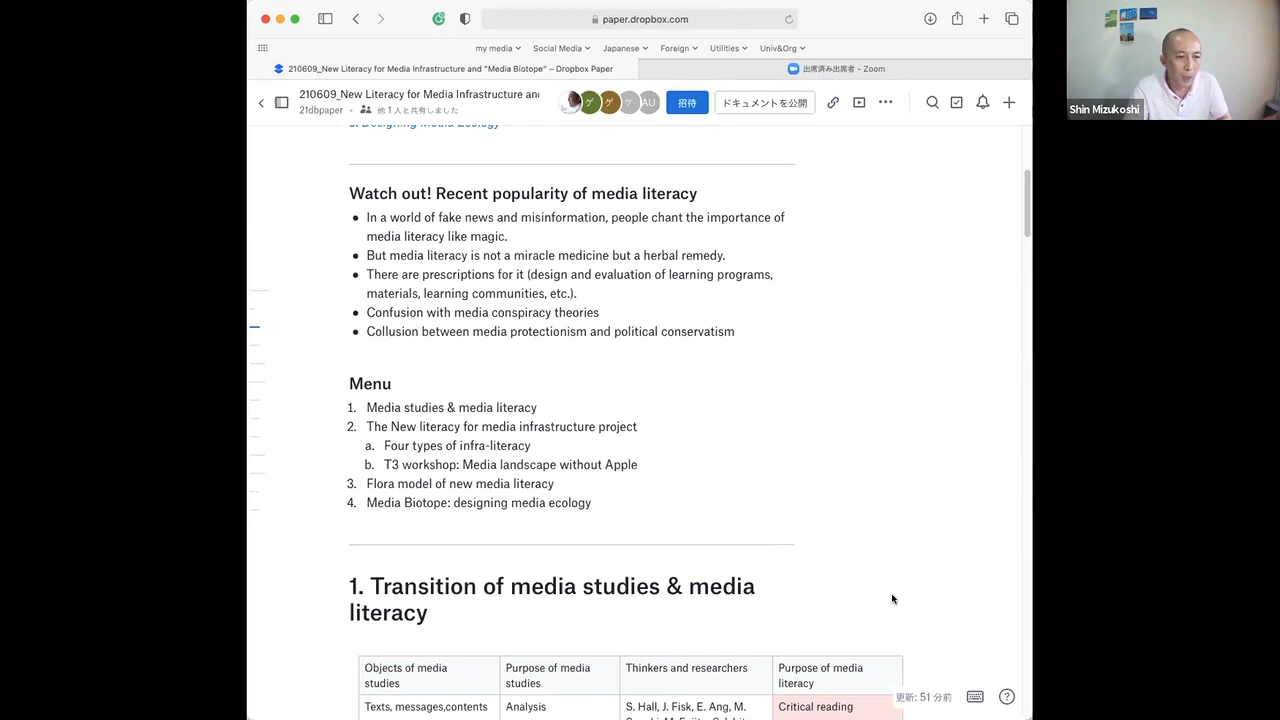 paper.dropbox.com
my media
Social Media
Japanese
Foreign
Utilities
Univ&Org
210609_New Literacy for Media Infrastructure and "Media Biotope" – Dropbox Paper
出席済み出席者 - Zoom
210609_New Literacy for Media Infrastructure and
21dbpaper • 他 1 人と共有しました
ゲ
ゲ
ゲ
AU
招待
ドキュメントを公開
Shin Mizukoshi
Watch out! Recent popularity of media literacy
• In a world of fake news and misinformation, people chant the importance of
media literacy like magic.
• But media literacy is not a miracle medicine but a herbal remedy.
• There are prescriptions for it (design and evaluation of learning programs,
materials, learning communities, etc.).
• Confusion with media conspiracy theories
• Collusion between media protectionism and political conservatism
Menu
1. Media studies & media literacy
2. The New literacy for media infrastructure project
a. Four types of infra-literacy
b. T3 workshop: Media landscape without Apple
3. Flora model of new media literacy
4. Media Biotope: designing media ecology
1. Transition of media studies & media
literacy
Objects of media
studies
Purpose of media
studies
Thinkers and researchers
Purpose of media
literacy
Texts, messages,contents
Analysis
S. Hall, J. Fisk, E. Ang, M.
Critical reading
更新: 51 分前